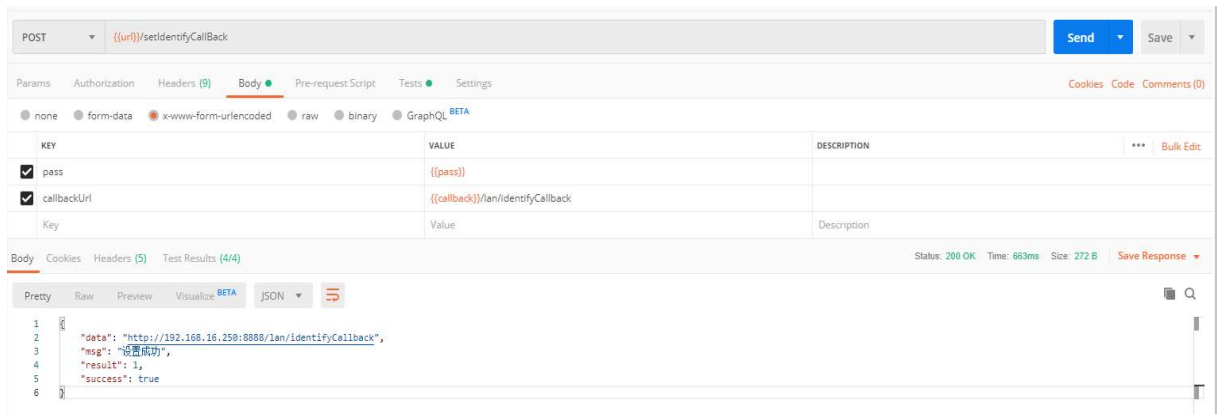 POST {{url}}/setIdentifyCallBack Send Save
Params Authorization Headers (9) Body Pre-request Script Tests Settings Cookies Code Comments (0)
none form-data x-www-form-urlencoded raw binary GraphQL BETA
KEY VALUE DESCRIPTION ••• Bulk Edit
pass {{pass}}
callbackUrl {{callback}}/lan/identifyCallback
Key Value Description
Body Cookies Headers (5) Test Results (4/4) Status: 200 OK Time: 663ms Size: 272 B Save Response
Pretty Raw Preview Visualize BETA JSON
1 {
2 "data": "http://192.168.16.250:8888/lan/identifyCallback",
3 "msg": "设置成功",
4 "result": 1,
5 "success": true
6 }